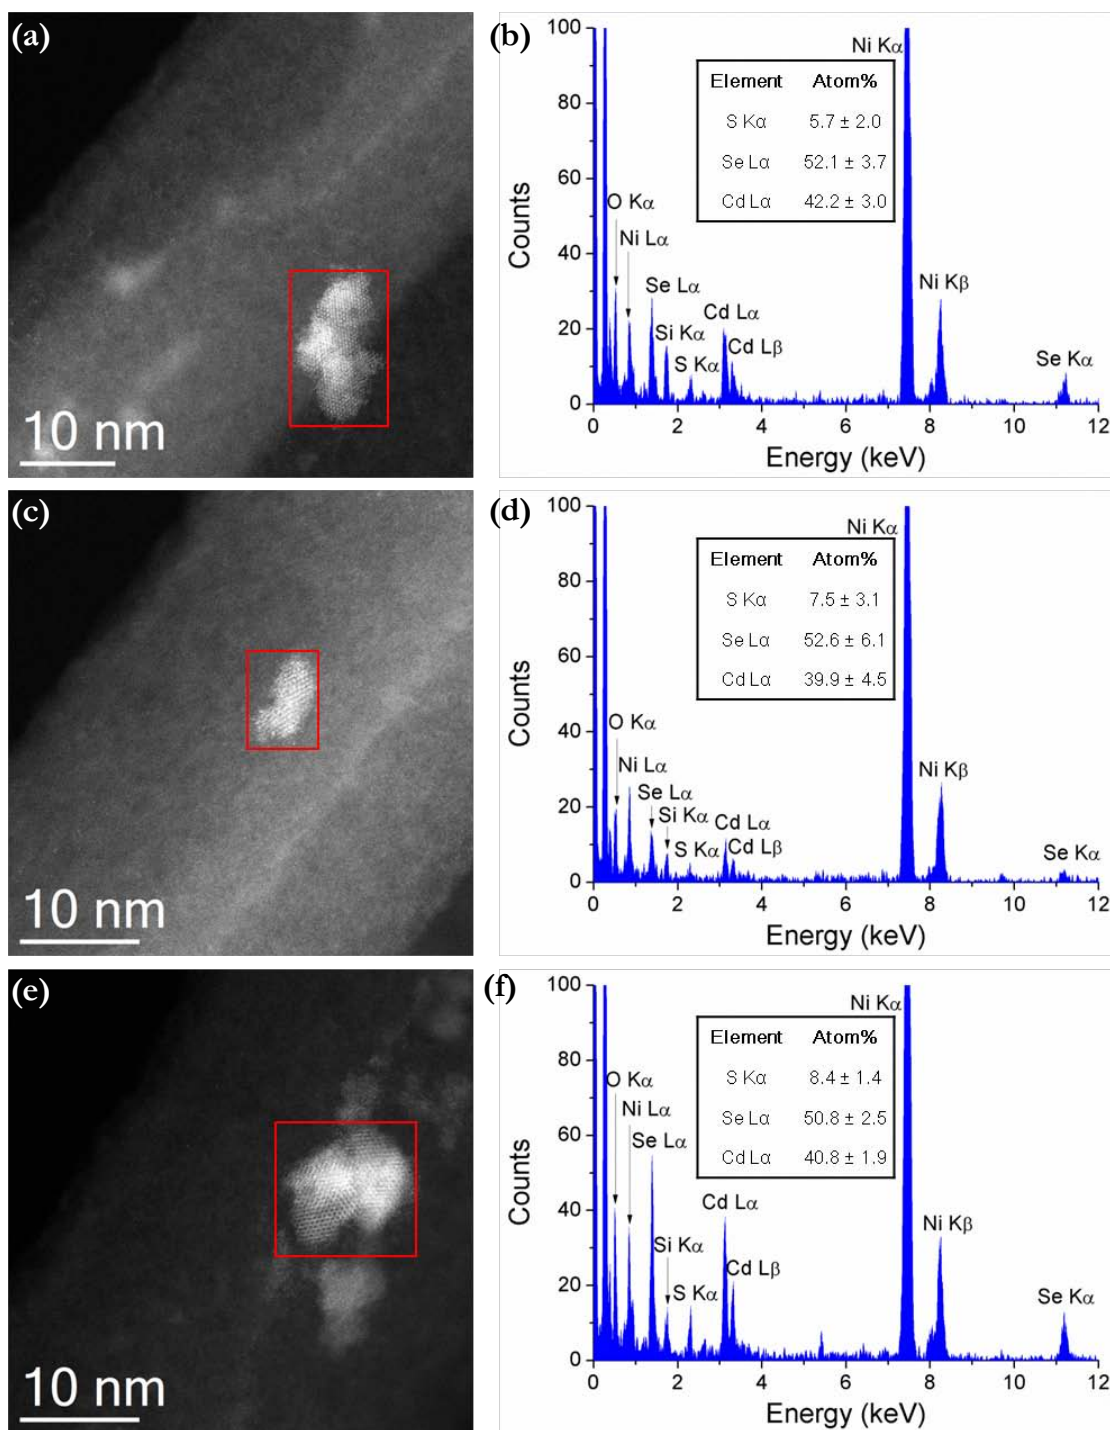 (a)
10 nm
(b)
100
80
60
40
20
0
Counts
0 2 4 6 8 10 12
Energy (keV)
Ni Kα
Element Atom%
S Kα 5.7 ± 2.0
Se Lα 52.1 ± 3.7
Cd Lα 42.2 ± 3.0
O Kα
Ni Lα
Se Lα
Si Kα
S Kα
Cd Lα
Cd Lβ
Ni Kβ
Se Kα
(c)
10 nm
(d)
100
80
60
40
20
0
Counts
0 2 4 6 8 10 12
Energy (keV)
Ni Kα
Element Atom%
S Kα 7.5 ± 3.1
Se Lα 52.6 ± 6.1
Cd Lα 39.9 ± 4.5
O Kα
Ni Lα
Se Lα
Si Kα
S Kα
Cd Lα
Cd Lβ
Ni Kβ
Se Kα
(e)
10 nm
(f)
100
80
60
40
20
0
Counts
0 2 4 6 8 10 12
Energy (keV)
Ni Kα
Element Atom%
S Kα 8.4 ± 1.4
Se Lα 50.8 ± 2.5
Cd Lα 40.8 ± 1.9
O Kα
Ni Lα
Se Lα
Si Kα
S Kα
Cd Lα
Cd Lβ
Ni Kβ
Se Kα